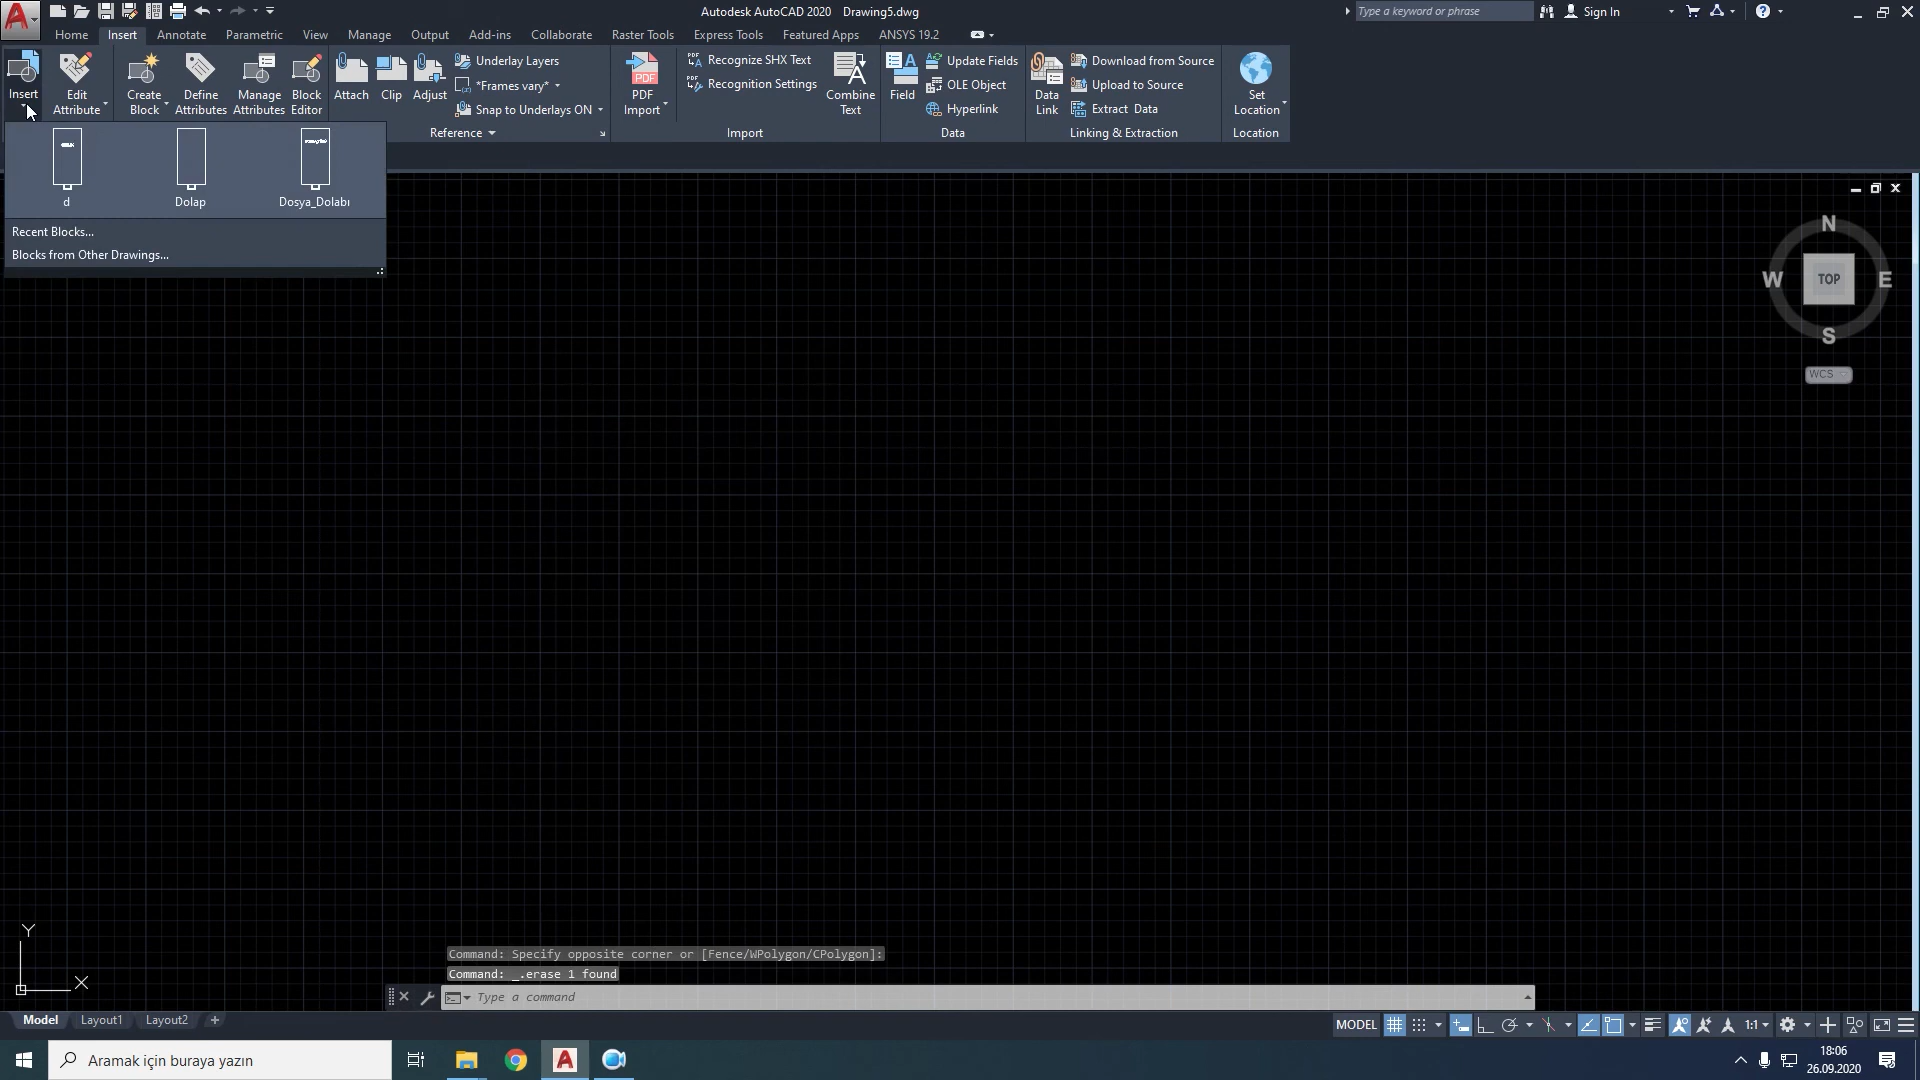 Autodesk AutoCAD 2020 Drawing5.dwg
Type a keyword or phrase
Sign In
Home Insert Annotate Parametric View Manage Output Add-ins Collaborate Raster Tools Express Tools Featured Apps ANSYS 19.2
Insert
Edit
Attribute
Create
Block
Define
Attributes
Manage
Attributes
Block
Editor
Attach
Clip
Adjust
Underlay Layers
*Frames vary*
Snap to Underlays ON
Reference
PDF
PDF
Import
PDF
Recognize SHX Text
PDF
Recognition Settings
Combine
Text
Import
Field
Update Fields
OLE Object
Hyperlink
Data
Data
Link
Download from Source
Upload to Source
Extract Data
Linking & Extraction
Set
Location
Location
d
Dolap
Dosya_Dolabı
Recent Blocks...
Blocks from Other Drawings...
N
W
TOP
E
S
WCS
Y
X
Command: Specify opposite corner or [Fence/WPolygon/CPolygon]:
Command: _.erase 1 found
Type a command
Model Layout1 Layout2 +
MODEL
1:1
Aramak için buraya yazın
18:06
26.09.2020